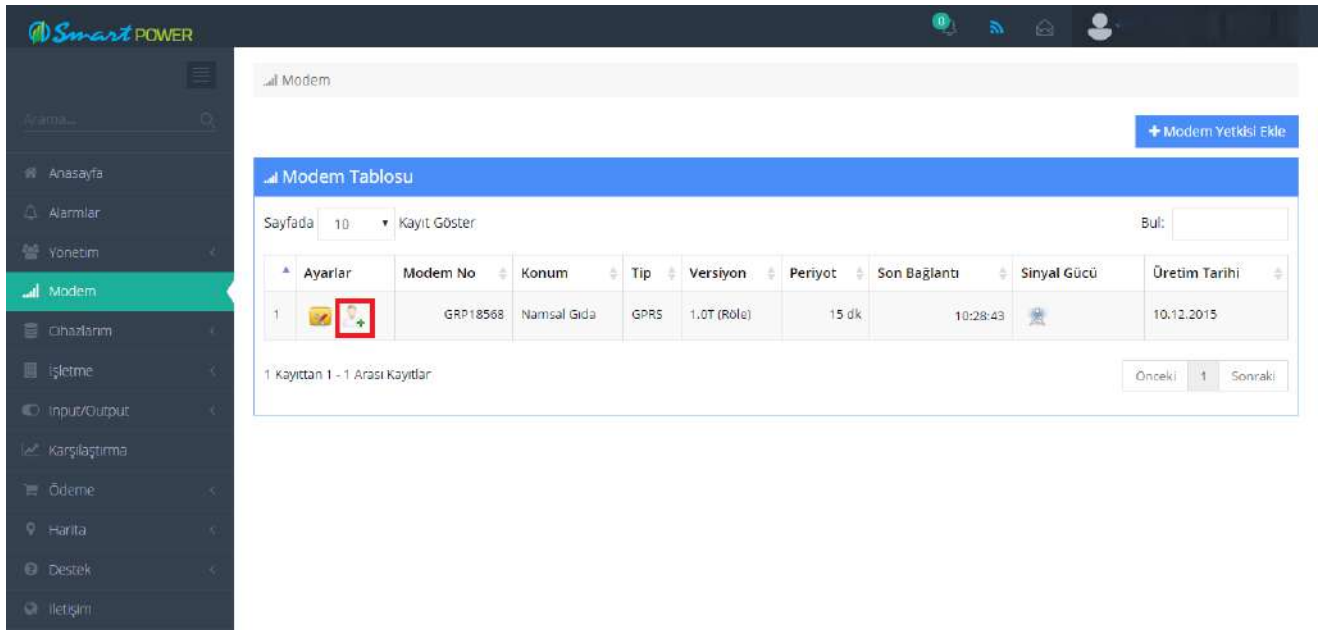 Smart POWER
0
Modem
Arama...
+ Modem Yetkisi Ekle
Anasayfa
Modem Tablosu
Alarmlar
Sayfada 10 Kayıt Göster
Bul:
Yönetim
Ayarlar Modem No Konum Tip Versiyon Periyot Son Bağlantı Sinyal Gücü Üretim Tarihi
Modem
1 GRP18568 Namsal Gıda GPRS 1.0T (Röle) 15 dk 10:28:43 10.12.2015
Cihazlarım
İşletme
1 Kayıttan 1 - 1 Arası Kayıtlar
Önceki 1 Sonraki
Input/Output
Karşılaştırma
Ödeme
Harita
Destek
İletişim